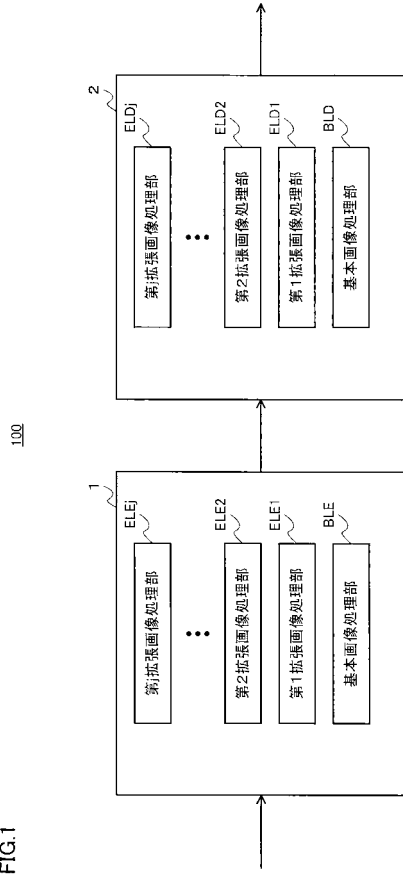 FIG.1
100
1
ELEj
第j拡張画像処理部
ELE2
第2拡張画像処理部
ELE1
第1拡張画像処理部
BLE
基本画像処理部
2
ELDj
第j拡張画像処理部
ELD2
第2拡張画像処理部
ELD1
第1拡張画像処理部
BLD
基本画像処理部